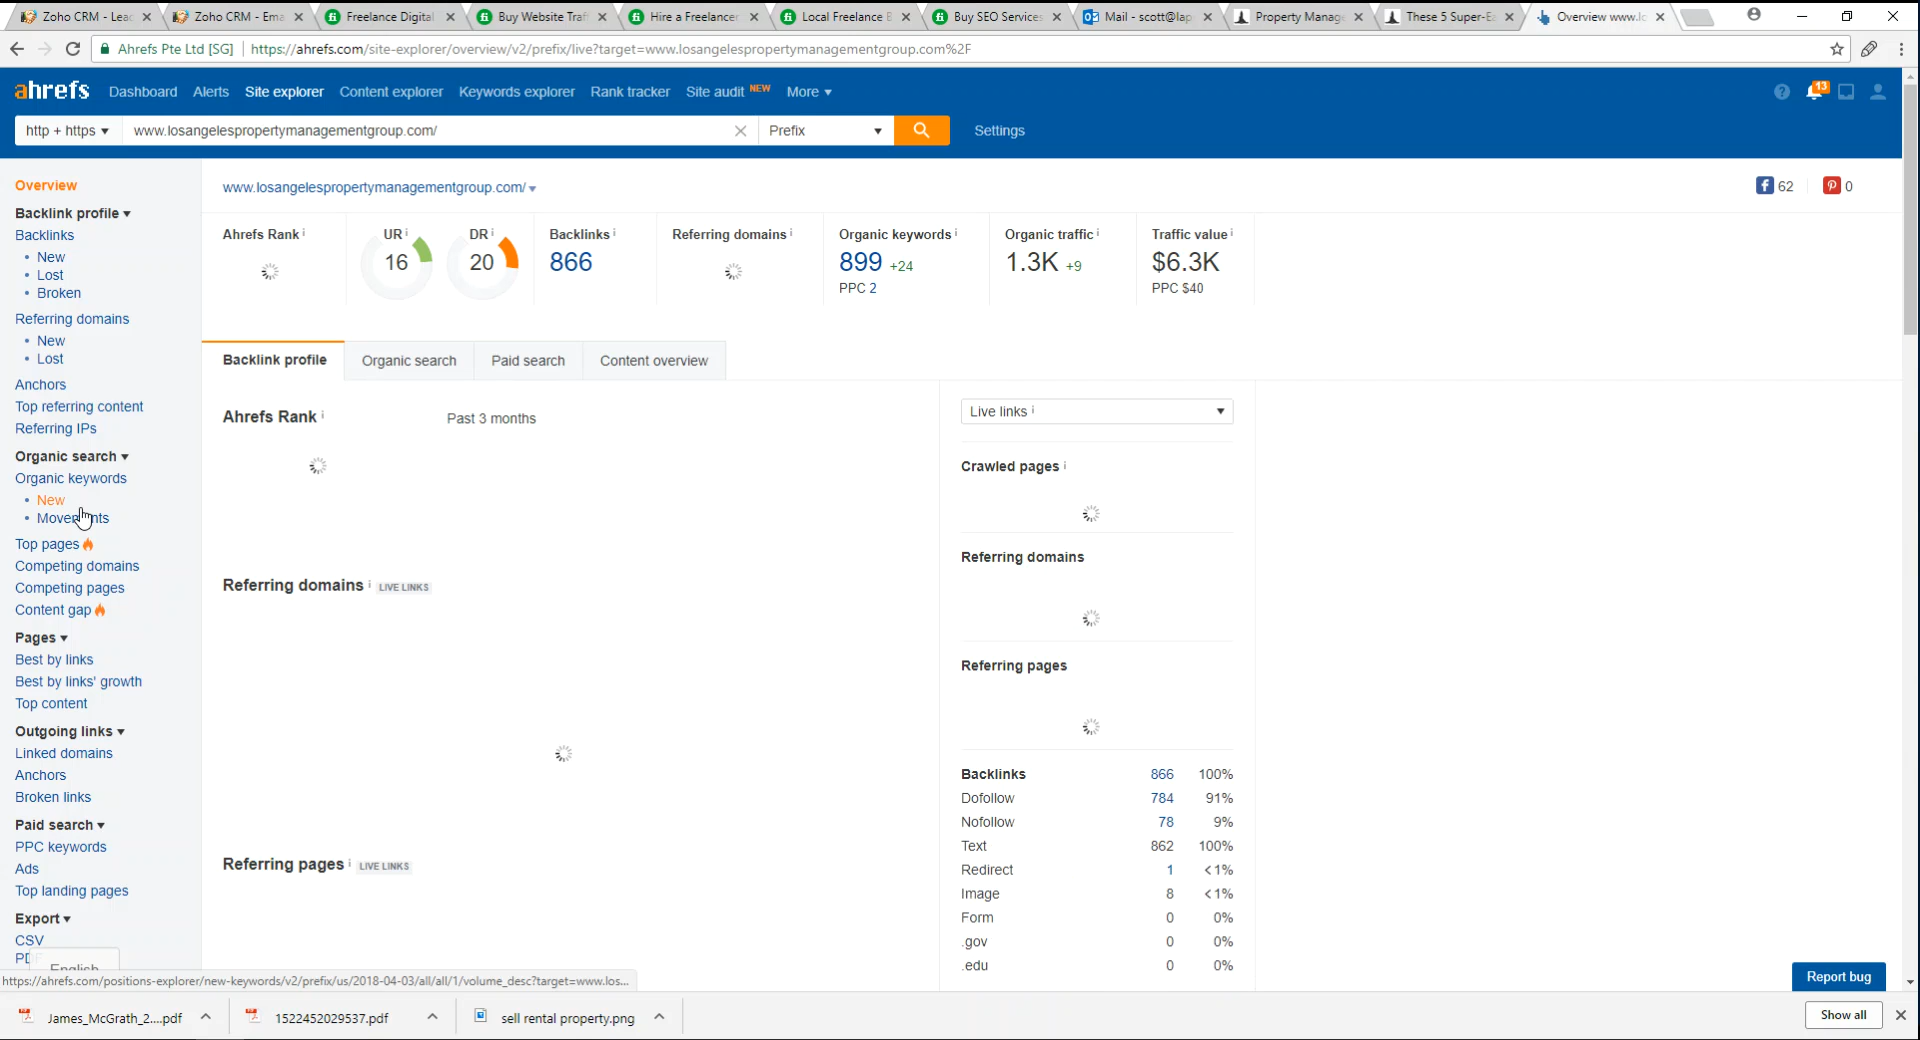 Zoho CRM - Lead
Zoho CRM - Ema
Freelance Digital
Buy Website Traf
Hire a Freelancer
Local Freelance E
Buy SEO Services
Mail - scott@lap
Property Manage
These 5 Super-Ea
Overview www.lo
Ahrefs Pte Ltd [SG]
https://ahrefs.com/site-explorer/overview/v2/prefix/live?target=www.losangelespropertymanagementgroup.com%2F
ahrefs Dashboard Alerts Site explorer Content explorer Keywords explorer Rank tracker Site audit NEW More
13
http + https www.losangelespropertymanagementgroup.com/ Prefix Settings
Overview
Backlink profile
Backlinks
New
Lost
Broken
Referring domains
New
Lost
Anchors
Top referring content
Referring IPs
Organic search
Organic keywords
New
Movements
Top pages
Competing domains
Competing pages
Content gap
Pages
Best by links
Best by links' growth
Top content
Outgoing links
Linked domains
Anchors
Broken links
Paid search
PPC keywords
Ads
Top landing pages
Export
CSV
PDF
English
www.losangelespropertymanagementgroup.com/
62 0
Ahrefs Rank UR DR Backlinks Referring domains Organic keywords Organic traffic Traffic value
16 20 866 899 +24 1.3K +9 $6.3K
PPC 2 PPC $40
Backlink profile Organic search Paid search Content overview
Ahrefs Rank Past 3 months
Referring domains LIVE LINKS
Referring pages LIVE LINKS
Live links
Crawled pages
Referring domains
Referring pages
Backlinks 866 100%
Dofollow 784 91%
Nofollow 78 9%
Text 862 100%
Redirect 1 <1%
Image 8 <1%
Form 0 0%
.gov 0 0%
.edu 0 0%
Report bug
https://ahrefs.com/positions-explorer/new-keywords/v2/prefix/us/2018-04-03/all/all/1/volume_desc?target=www.los...
James_McGrath_2....pdf
1522452029537.pdf
sell rental property.png
Show all